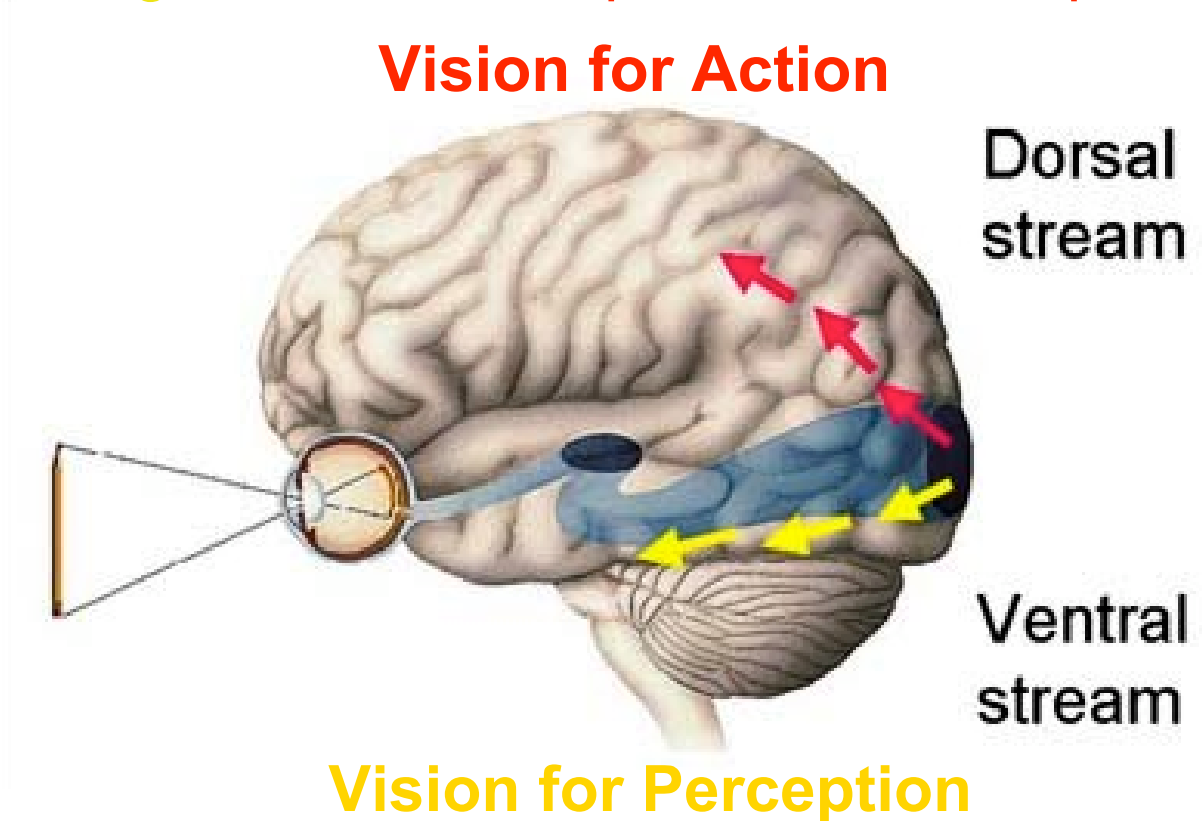 Vision for Action
Dorsal
stream
Ventral
stream
Vision for Perception